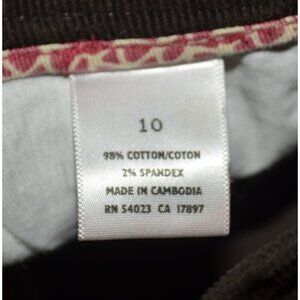 10
98% COTTON/COTON
2% SPANDEX
MADE IN CAMBODIA
RN 54023 CA 17897